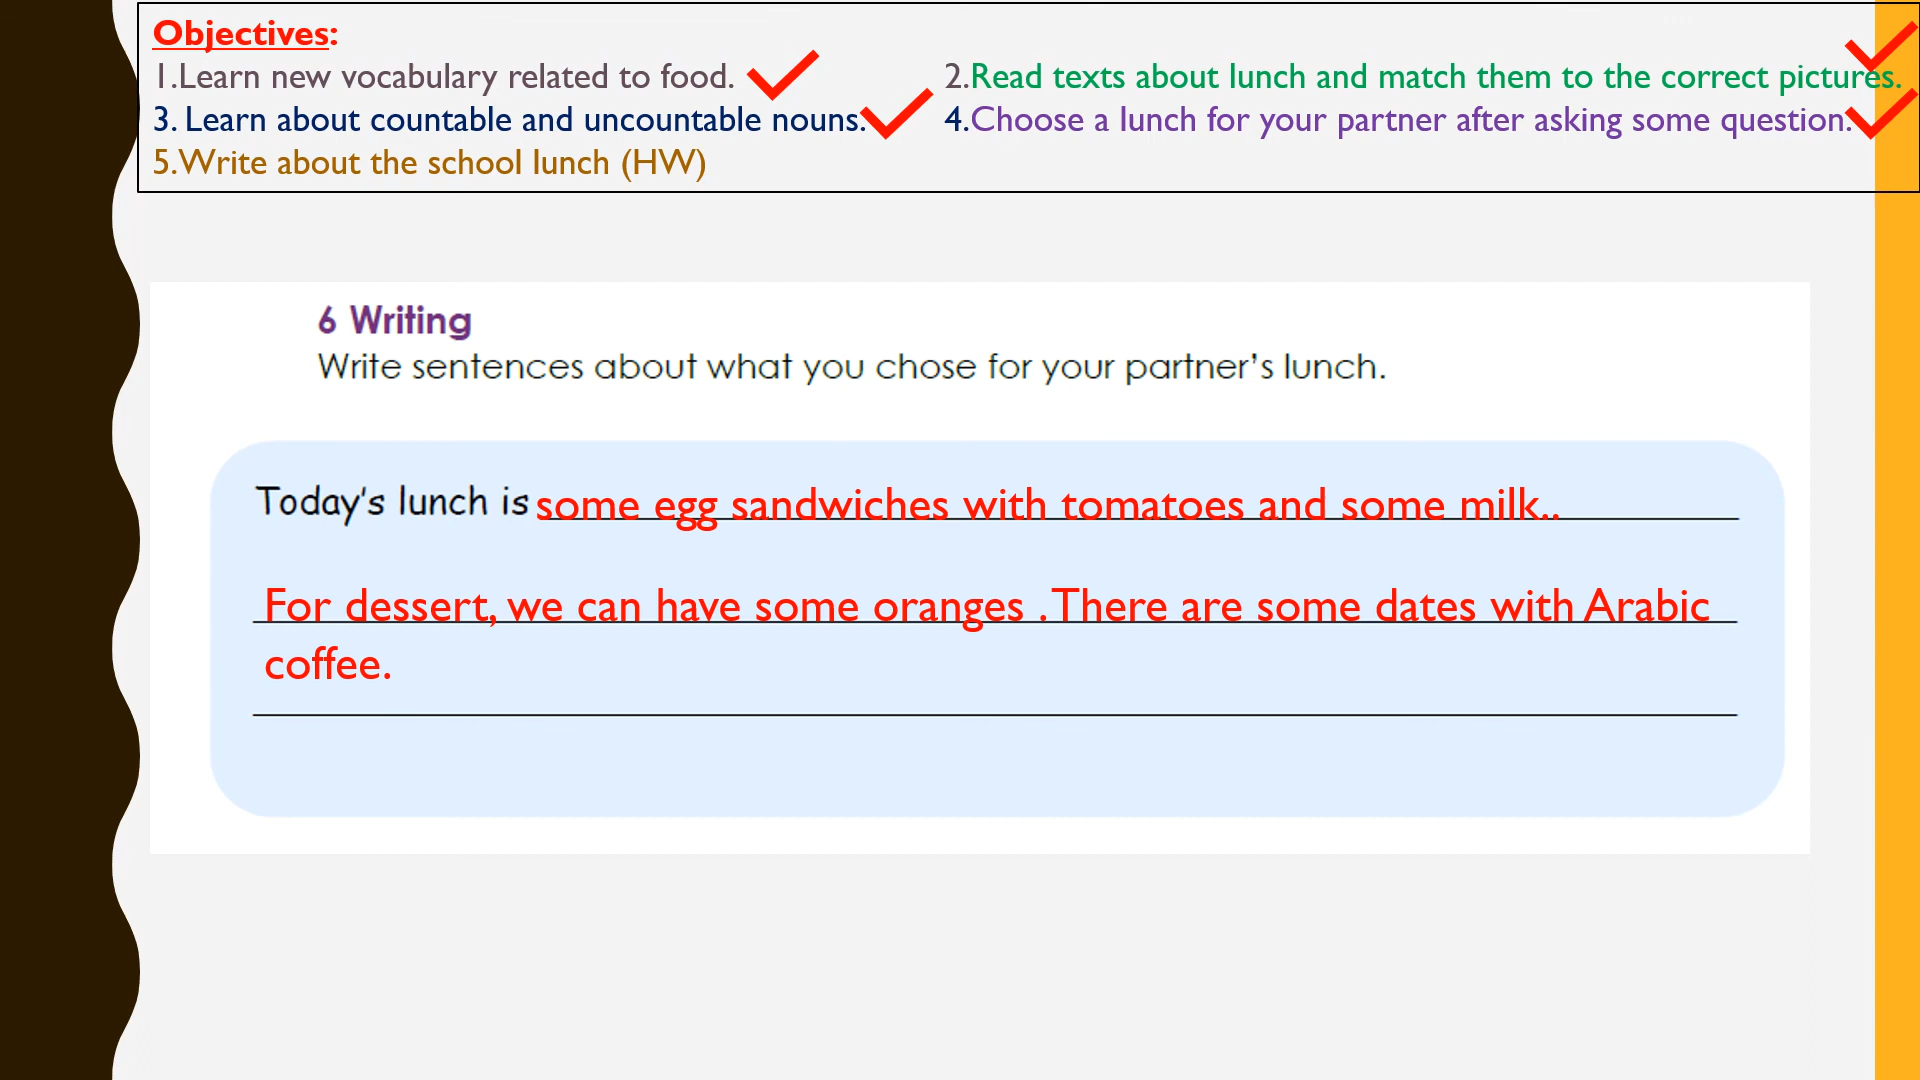 Objectives:
1.Learn new vocabulary related to food. 2.Read texts about lunch and match them to the correct pictures.
3. Learn about countable and uncountable nouns. 4.Choose a lunch for your partner after asking some question.
5.Write about the school lunch (HW)
6 Writing
Write sentences about what you chose for your partner's lunch.
Today's lunch is some egg sandwiches with tomatoes and some milk..
For dessert, we can have some oranges .There are some dates with Arabic
coffee.